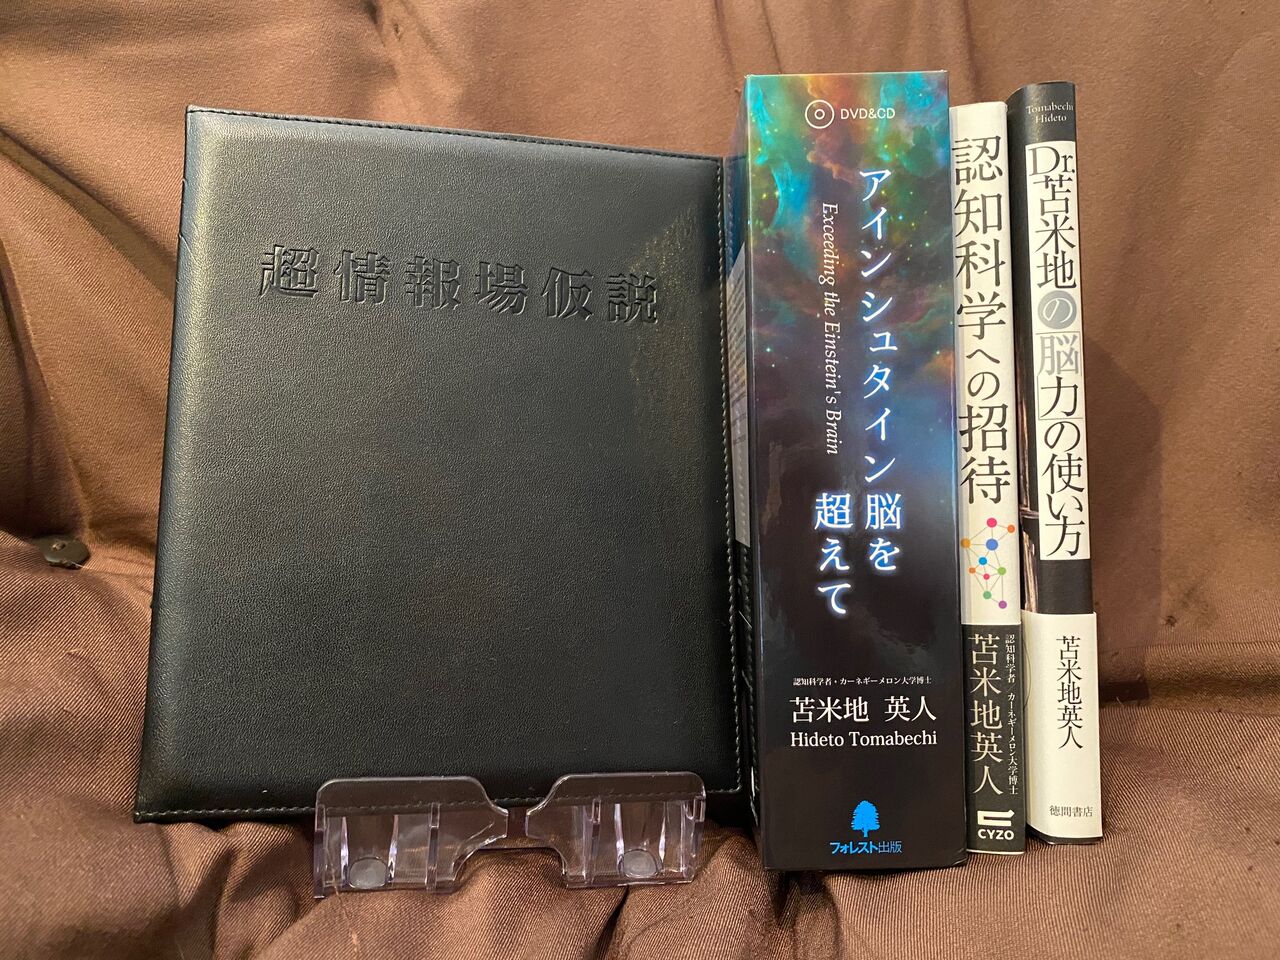 超情報場仮説
DVD&CD
アインシュタイン脳を
超えて
Exceeding the Einstein's Brain
認知科学者・カーネギーメロン大学博士
苫米地 英人
Hideto Tomabechi
フォレスト出版
認知科学への招待
認知科学者/カーネギーメロン大学博士
苫米地英人
CYZO
Tomabechi
Hideto
Dr.苫米地の「脳力」の使い方
苫米地英人
徳間書店